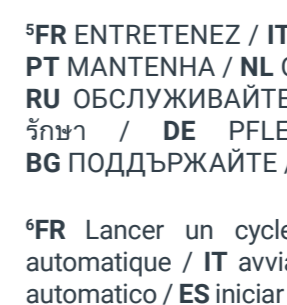 ⁵FR ENTRETENEZ / IT
PT MANTENHA / NL
RU ОБСЛУЖИВАЙТЕ
รักษา / DE PFLE
BG ПОДДЪРЖАЙТЕ /
⁶FR Lancer un cycle
automatique / IT avvia
automatico / ES iniciar